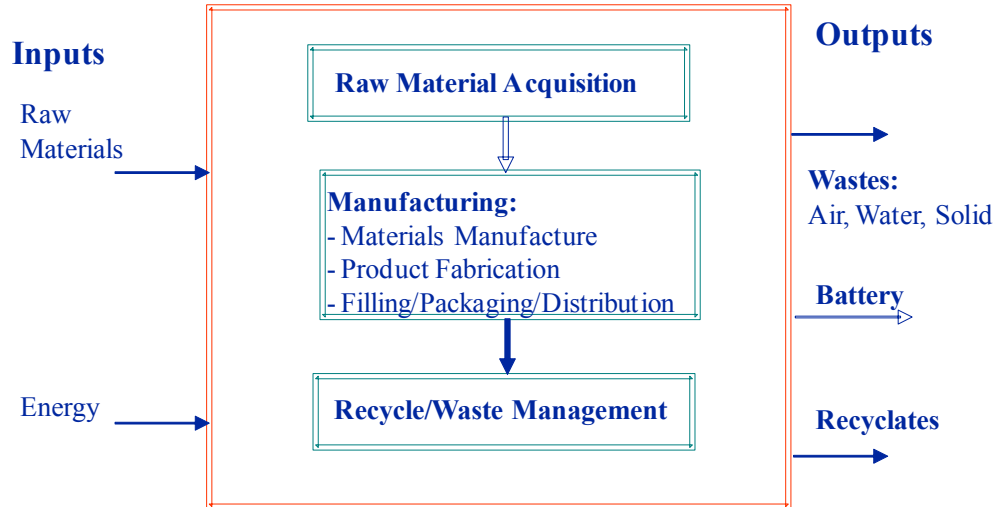 Inputs
Raw
Materials
Energy
Raw Material Acquisition
Manufacturing:
- Materials Manufacture
- Product Fabrication
- Filling/Packaging/Distribution
Recycle/Waste Management
Outputs
Wastes:
Air, Water, Solid
Battery
Recyclates